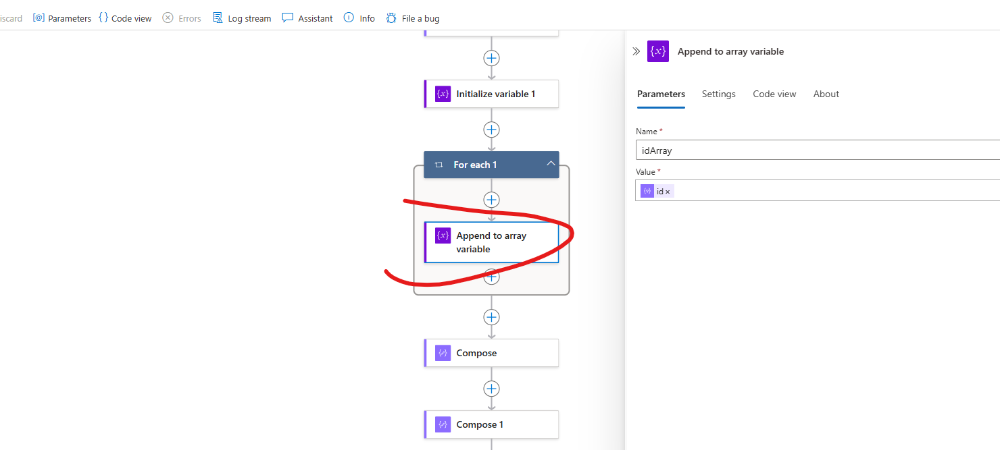 iscard Parameters Code view Errors Log stream Assistant Info File a bug
Append to array variable
Parameters Settings Code view About
Name *
idArray
Value *
id ×
Initialize variable 1
For each 1
Append to array
variable
Compose
Compose 1